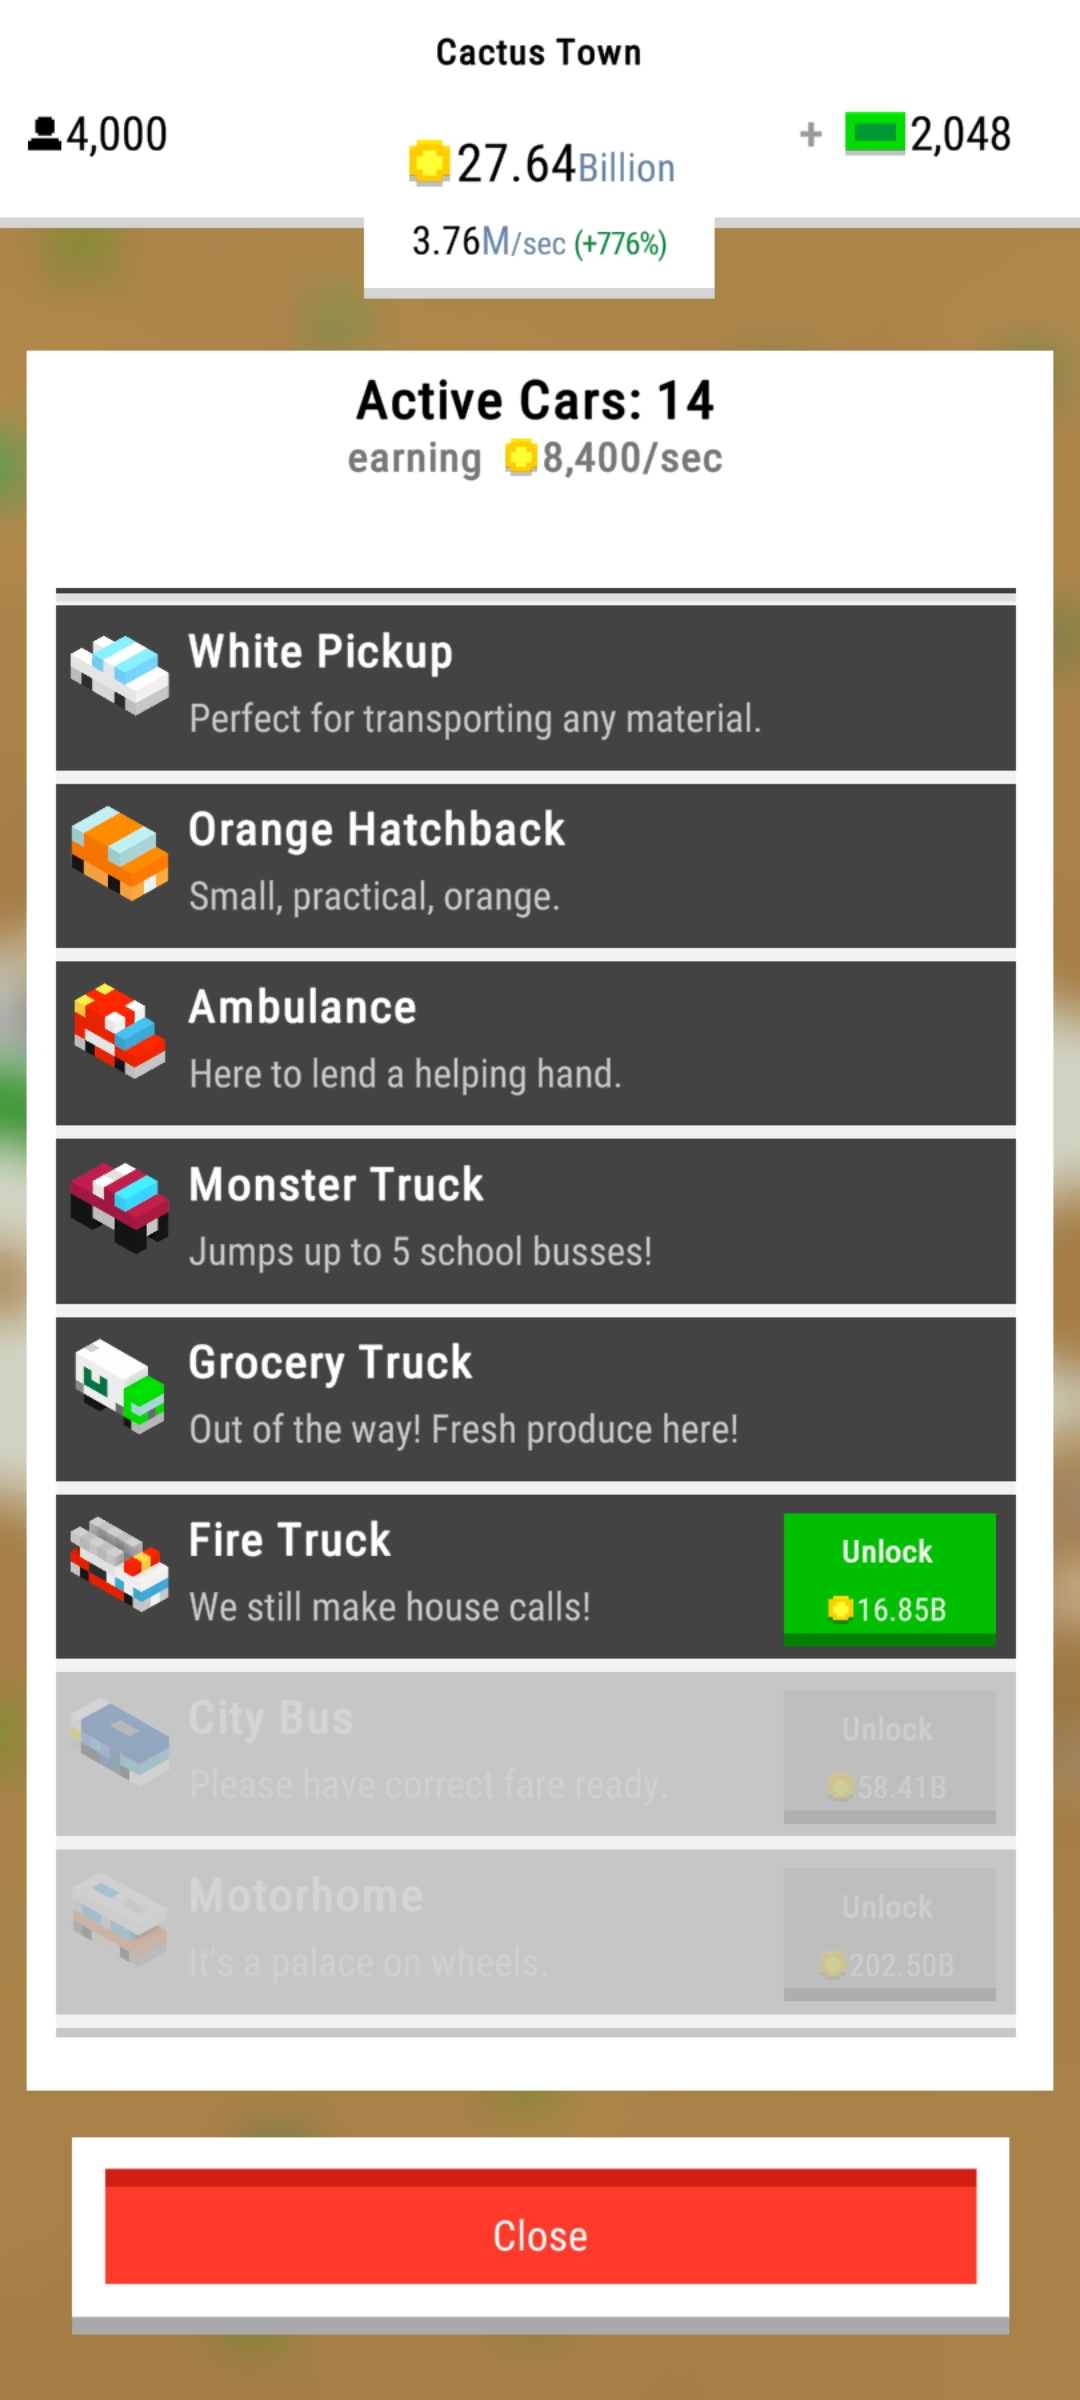 Cactus Town
4,000
27.64Billion
+ 2,048
3.76M/sec (+776%)
Active Cars: 14
earning 8,400/sec
White Pickup
Perfect for transporting any material.
Orange Hatchback
Small, practical, orange.
Ambulance
Here to lend a helping hand.
Monster Truck
Jumps up to 5 school busses!
Grocery Truck
Out of the way! Fresh produce here!
Fire Truck
We still make house calls!
Unlock
16.85B
City Bus
Please have correct fare ready.
Unlock
58.41B
Motorhome
It's a palace on wheels.
Unlock
202.50B
Close